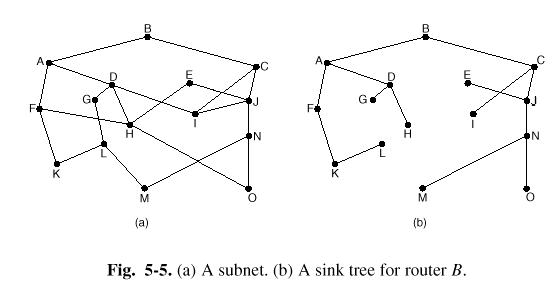 B
B
A
C
A
C
D
E
D
E
G
J
G
J
F
I
F
I
H
H
N
N
L
L
K
K
M
O
M
O
(a)
(b)
Fig. 5-5. (a) A subnet. (b) A sink tree for router B.